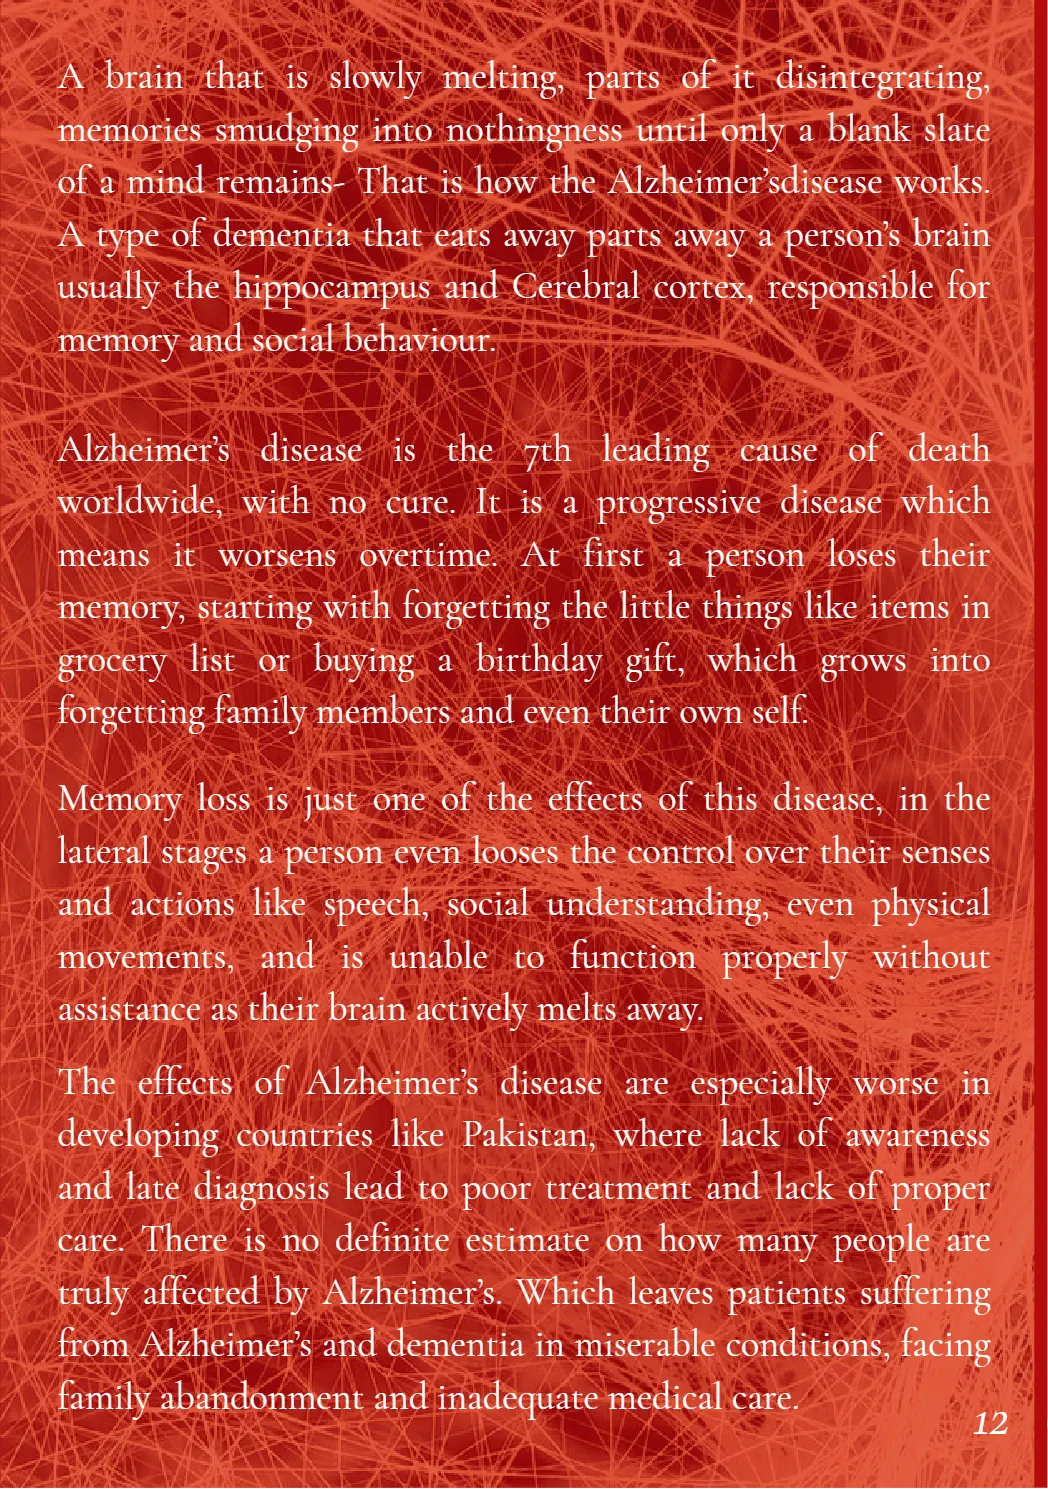 A brain that is slowly melting, parts of it disintegrating,
memories smudging into nothingness until only a blank slate
of a mind remains- That is how the Alzheimer'sdisease works.
A type of dementia that eats away parts away a person's brain
usually the hippocampus and Cerebral cortex, responsible for
memory and social behaviour.
Alzheimer's disease is the 7th leading cause of death
worldwide, with no cure. It is a progressive disease which
means it worsens overtime. At first a person loses their
memory, starting with forgetting the little things like items in
grocery list or buying a birthday gift, which grows into
forgetting family members and even their own self.
Memory loss is just one of the effects of this disease, in the
lateral stages a person even looses the control over their senses
and actions like speech, social understanding, even physical
movements, and is unable to function properly without
assistance as their brain actively melts away.
The effects of Alzheimer's disease are especially worse in
developing countries like Pakistan, where lack of awareness
and late diagnosis lead to poor treatment and lack of proper
care. There is no definite estimate on how many people are
truly affected by Alzheimer's. Which leaves patients suffering
from Alzheimer's and dementia in miserable conditions, facing
family abandonment and inadequate medical care.
12